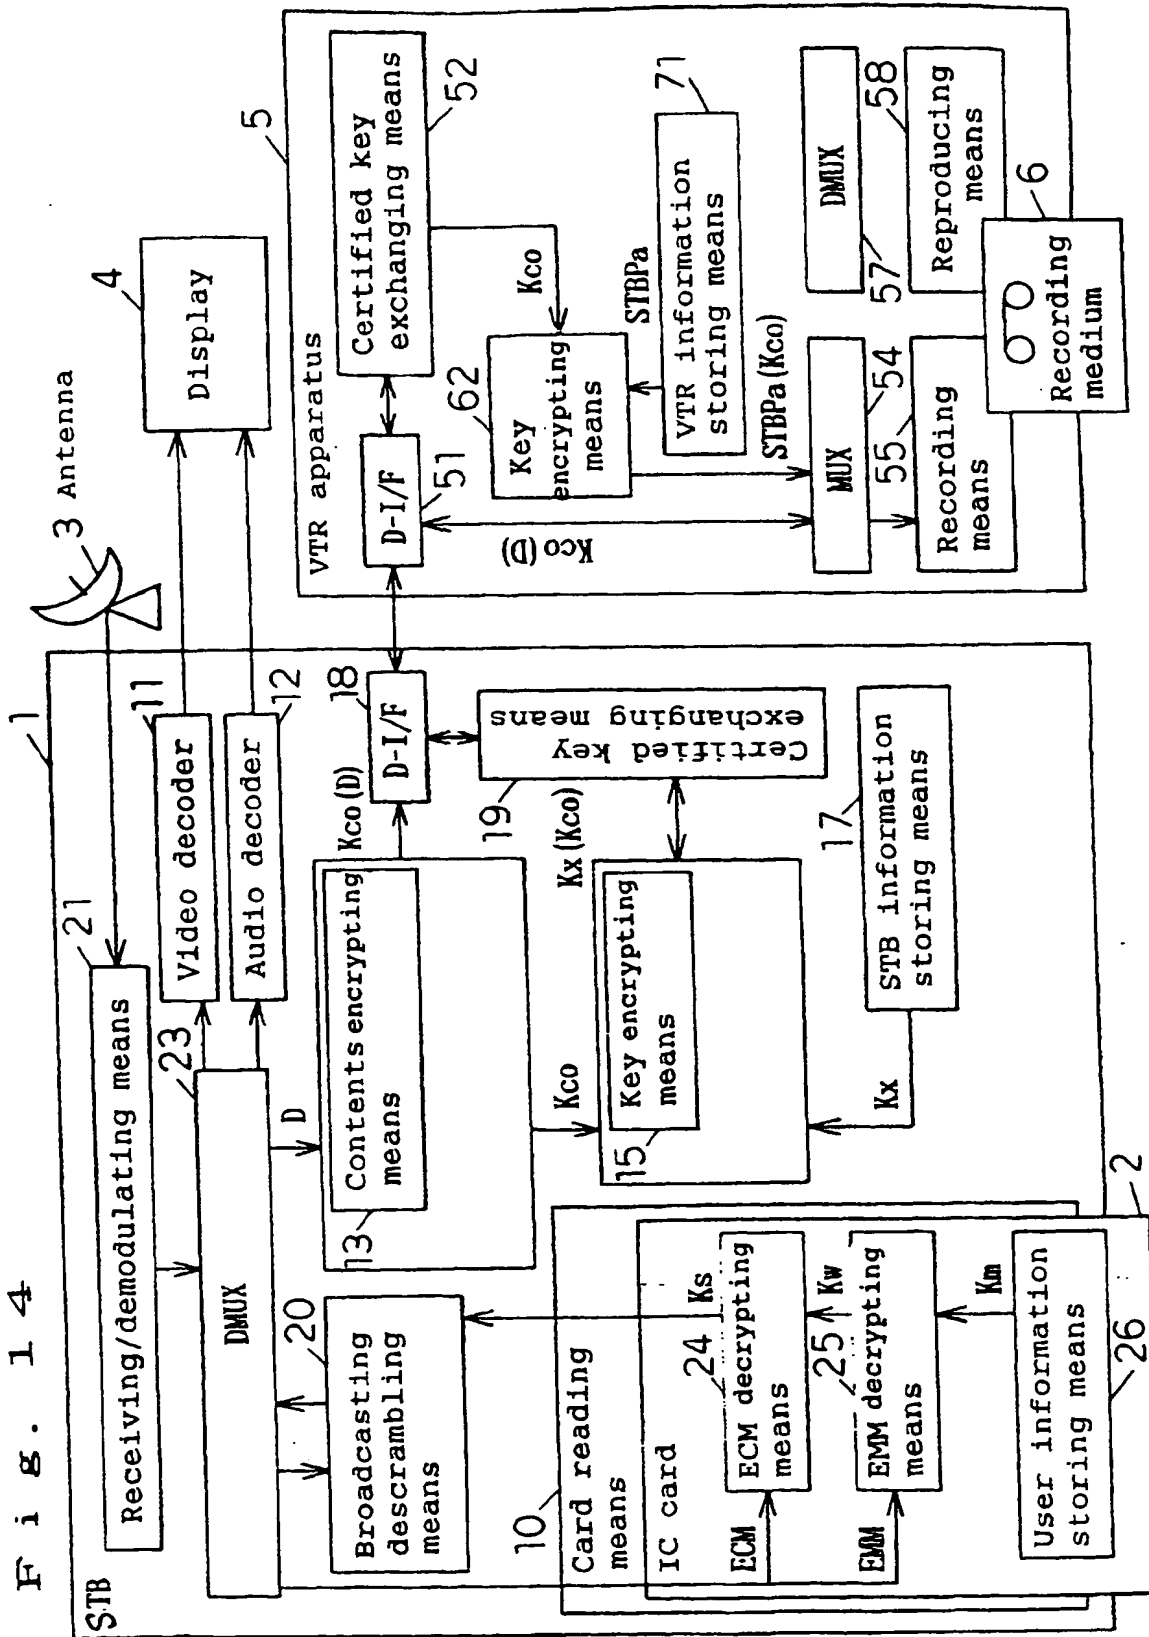 Fig. 14
STB
1
Receiving/demodulating means
21
3 Antenna
4
Display
DMUX
23
Video decoder
11
Audio decoder
12
Broadcasting
descrambling
means
20
D
Contents encrypting
means
13
Kco(D)
D-I/F
18
Certified key
exchanging means
19
Kco
Kx(Kco)
Key encrypting
means
15
Kx
STB information
storing means
17
10
Card reading
means
IC card
2
Ks
ECM
ECM decrypting
means
24
Kw
EMM
EMM decrypting
means
25
Km
User information
storing means
26
VTR apparatus
5
D-I/F
51
Certified key
exchanging means
52
Kco
Key
encrypting
means
62
STBPa
VTR information
storing means
71
Kco(D)
STBPa(Kco)
MUX
54
DMUX
57
Recording
means
55
Reproducing
means
58
Recording
medium
6